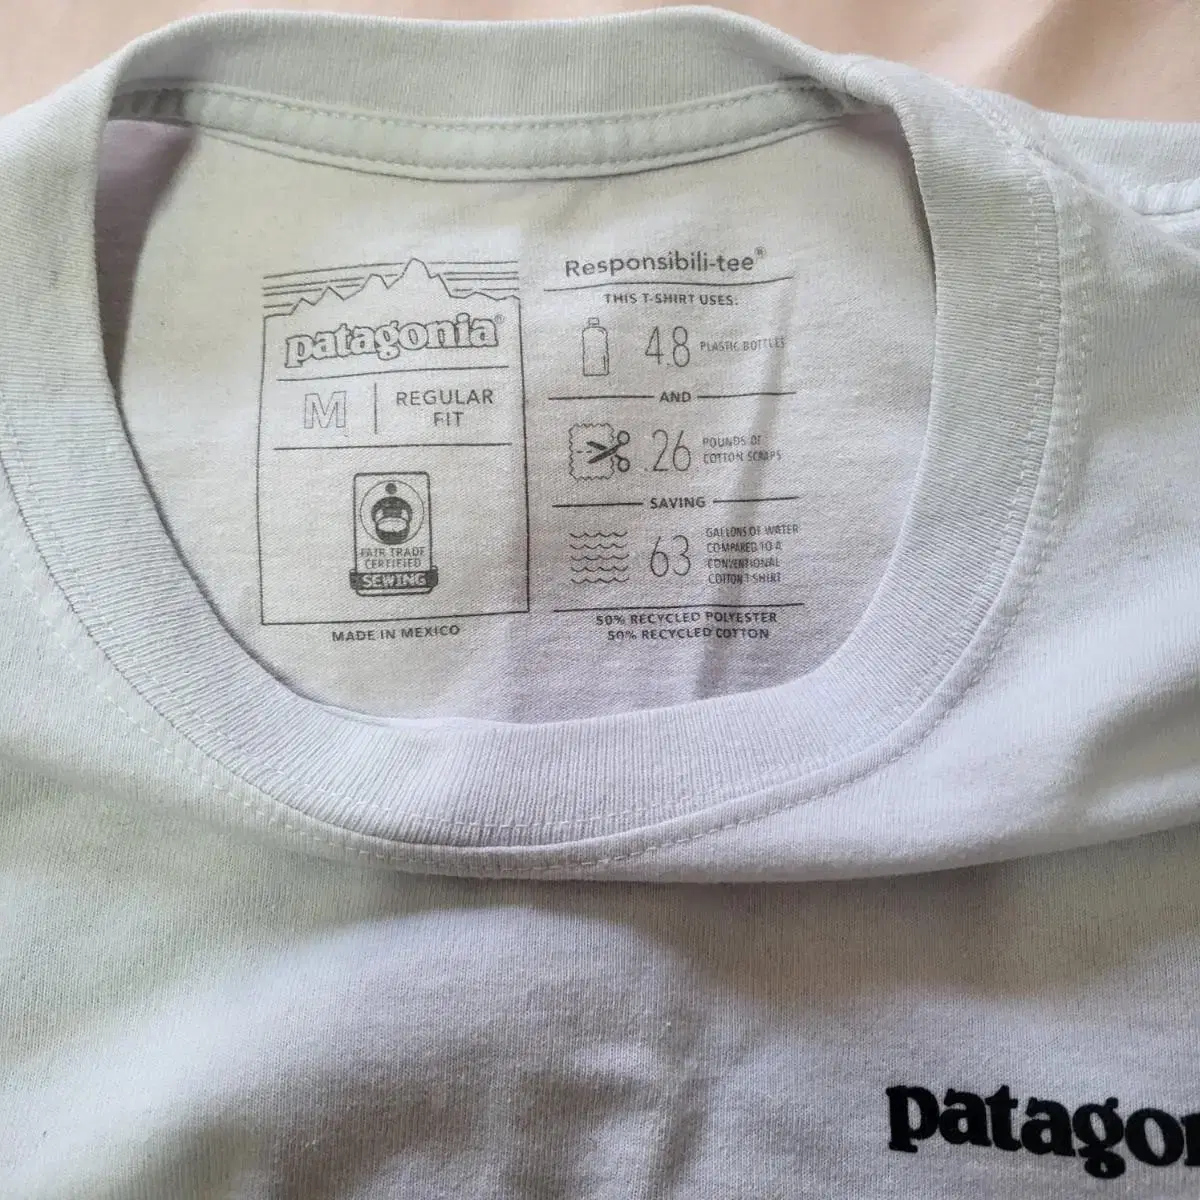 patagonia®
M
REGULAR
FIT
FAIR TRADE
CERTIFIED
SEWING
MADE IN MEXICO
Responsibili-tee®
THIS T-SHIRT USES:
4.8 PLASTIC BOTTLES
AND
.26 POUNDS OF
COTTON SCRAPS
SAVING
63 GALLONS OF WATER
COMPARED TO A
CONVENTIONAL
COTTON T-SHIRT
50% RECYCLED POLYESTER
50% RECYCLED COTTON
patagon